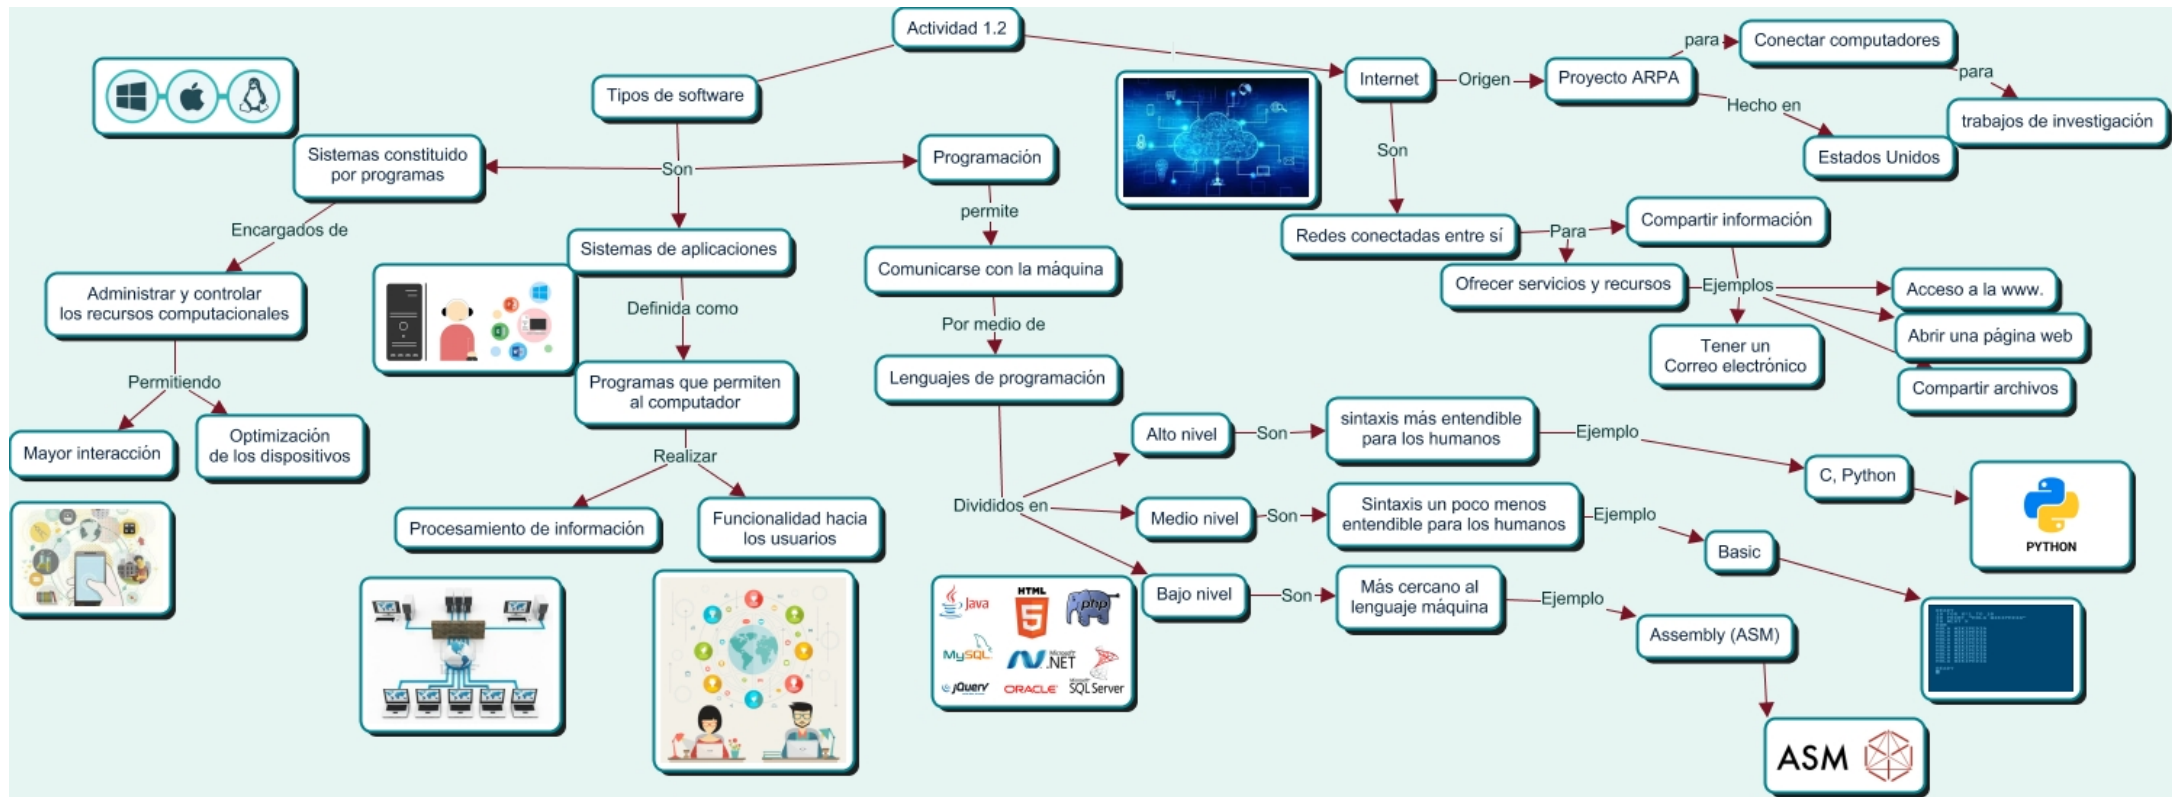 Actividad 1.2
Tipos de software
Son
Sistemas constituido
por programas
Encargados de
Administrar y controlar
los recursos computacionales
Permitiendo
Mayor interacción
Optimización
de los dispositivos
Sistemas de aplicaciones
Definida como
Programas que permiten
al computador
Realizar
Procesamiento de información
Funcionalidad hacia
los usuarios
Programación
permite
Comunicarse con la máquina
Por medio de
Lenguajes de programación
Divididos en
Alto nivel
Son
sintaxis más entendible
para los humanos
Ejemplo
C, Python
PYTHON
Medio nivel
Son
Sintaxis un poco menos
entendible para los humanos
Ejemplo
Basic
Bajo nivel
Son
Más cercano al
lenguaje máquina
Ejemplo
Assembly (ASM)
ASM
Java
HTML
5
php
MySQL
Microsoft
.NET
jQuery
ORACLE
Microsoft
SQL Server
Internet
Origen
Proyecto ARPA
para
Conectar computadores
para
trabajos de investigación
Hecho en
Estados Unidos
Son
Redes conectadas entre sí
Para
Compartir información
Ofrecer servicios y recursos
Ejemplos
Acceso a la www.
Abrir una página web
Compartir archivos
Tener un
Correo electrónico